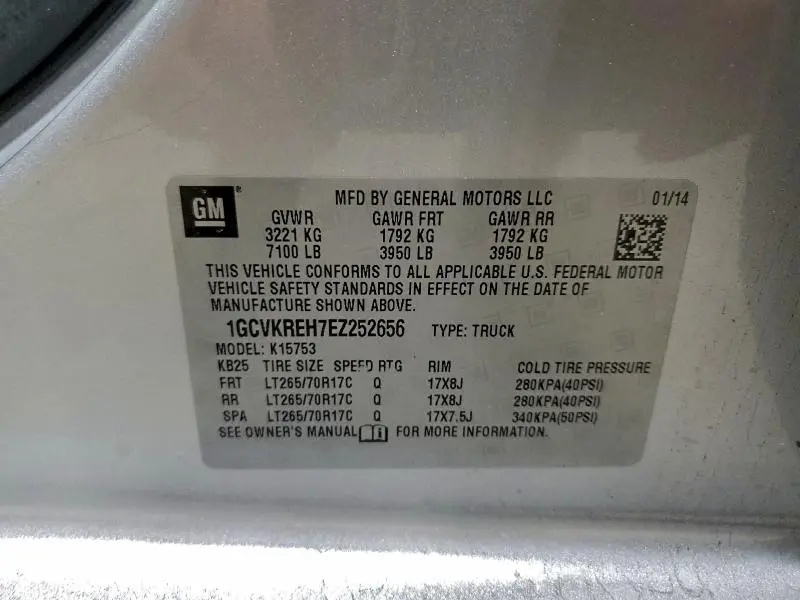 GM®
MFD BY GENERAL MOTORS LLC 01/14
GVWR GAWR FRT GAWR RR
3221 KG 1792 KG 1792 KG
7100 LB 3950 LB 3950 LB
THIS VEHICLE CONFORMS TO ALL APPLICABLE U.S. FEDERAL MOTOR
VEHICLE SAFETY STANDARDS IN EFFECT ON THE DATE OF
MANUFACTURE SHOWN ABOVE.
1GCVKREH7EZ252656 TYPE: TRUCK
MODEL: K15753
KB25 TIRE SIZE SPEED RTG RIM COLD TIRE PRESSURE
FRT LT265/70R17C Q 17X8J 280KPA(40PSI)
RR LT265/70R17C Q 17X8J 280KPA(40PSI)
SPA LT265/70R17C Q 17X7.5J 340KPA(50PSI)
SEE OWNER'S MANUAL FOR MORE INFORMATION.